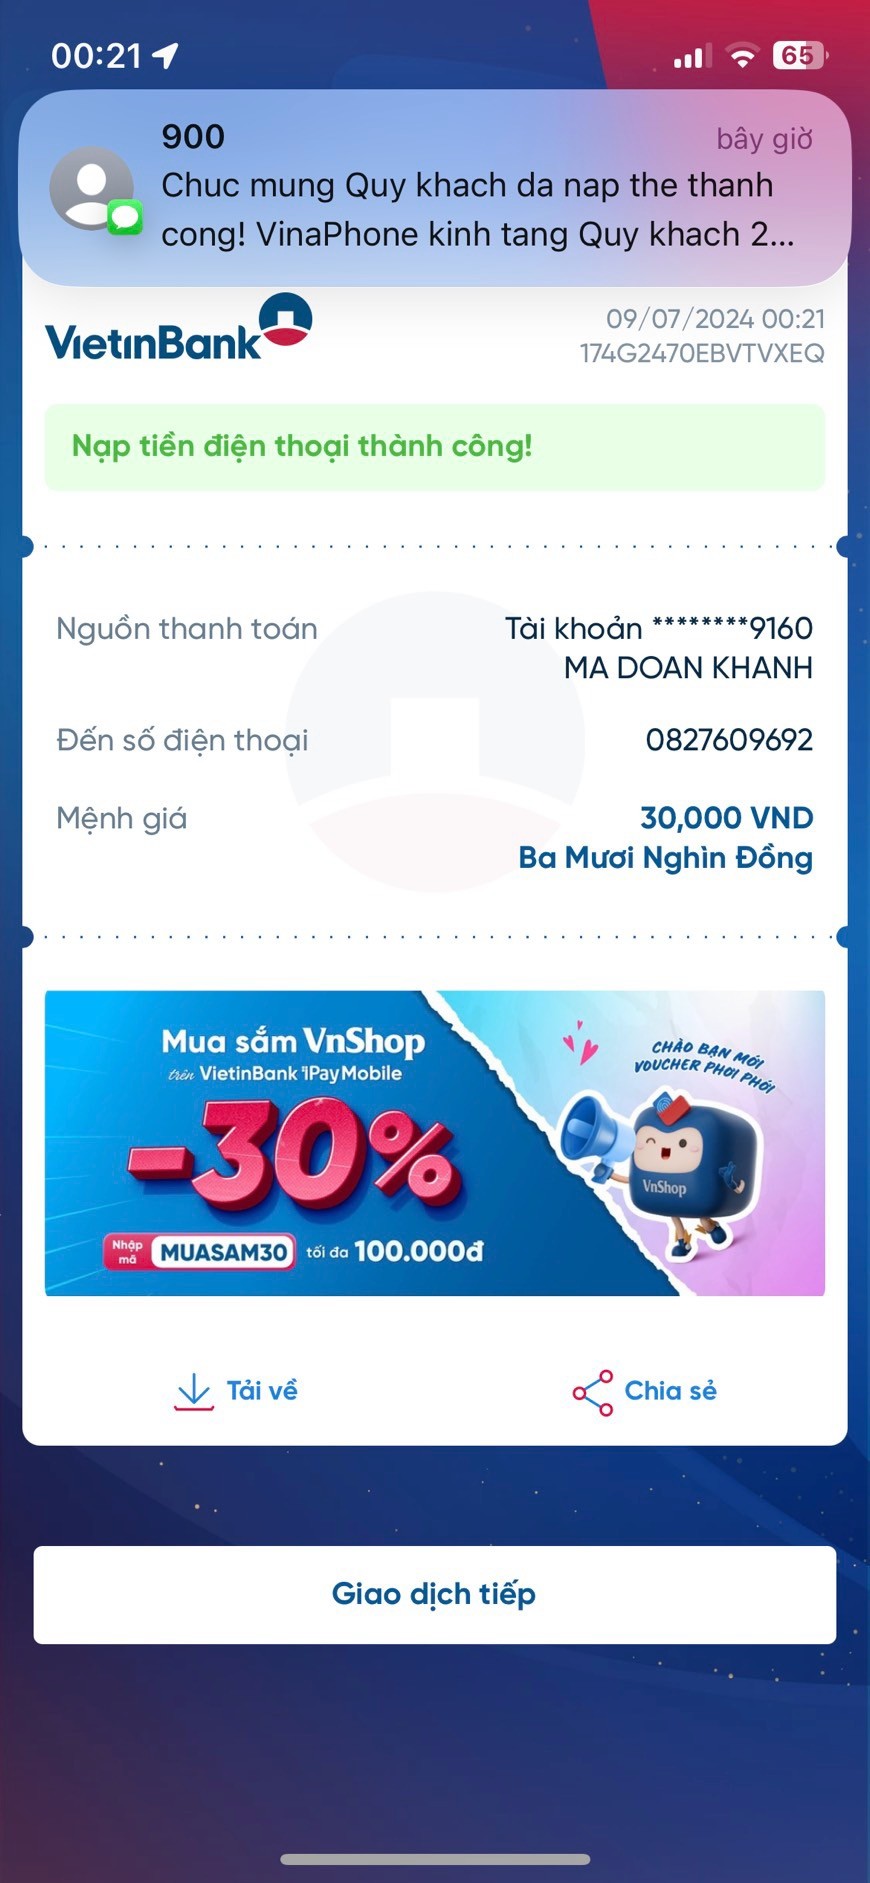 00:21
65
900
bây giờ
Chuc mung Quy khach da nap the thanh
cong! VinaPhone kinh tang Quy khach 2...
VietinBank
09/07/2024 00:21
174G2470EBVTVXEQ
Nạp tiền điện thoại thành công!
Nguồn thanh toán
Tài khoản ********9160
MA DOAN KHANH
Đến số điện thoại
0827609692
Mệnh giá
30,000 VND
Ba Mươi Nghìn Đồng
Mua sắm VnShop
trên VietinBank iPay Mobile
-30%
Nhập mã MUASAM30 tối đa 100.000đ
CHÀO BẠN MỚI
VOUCHER PHƠI PHỚI
VnShop
Tải về
Chia sẻ
Giao dịch tiếp